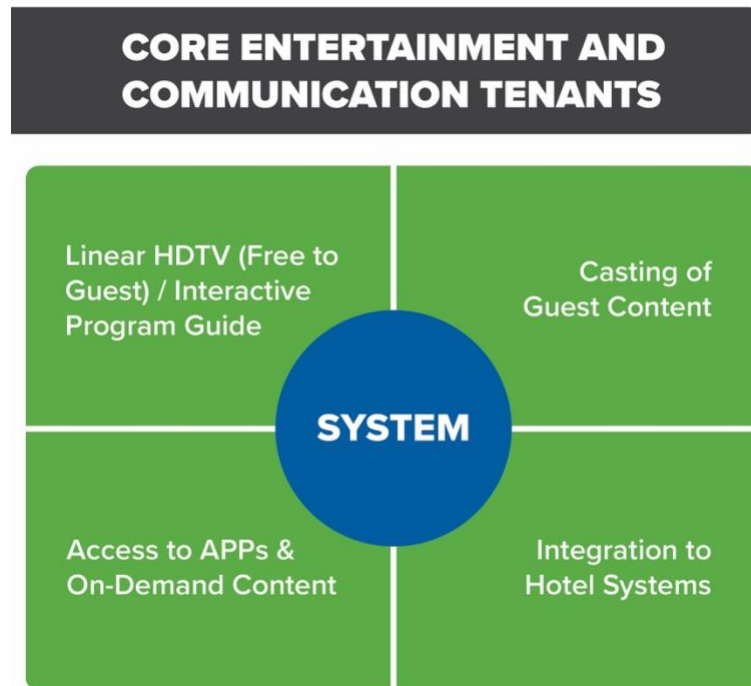 CORE ENTERTAINMENT AND
COMMUNICATION TENANTS
Linear HDTV (Free to
Guest) / Interactive
Program Guide
Casting of
Guest Content
SYSTEM
Access to APPs &
On-Demand Content
Integration to
Hotel Systems